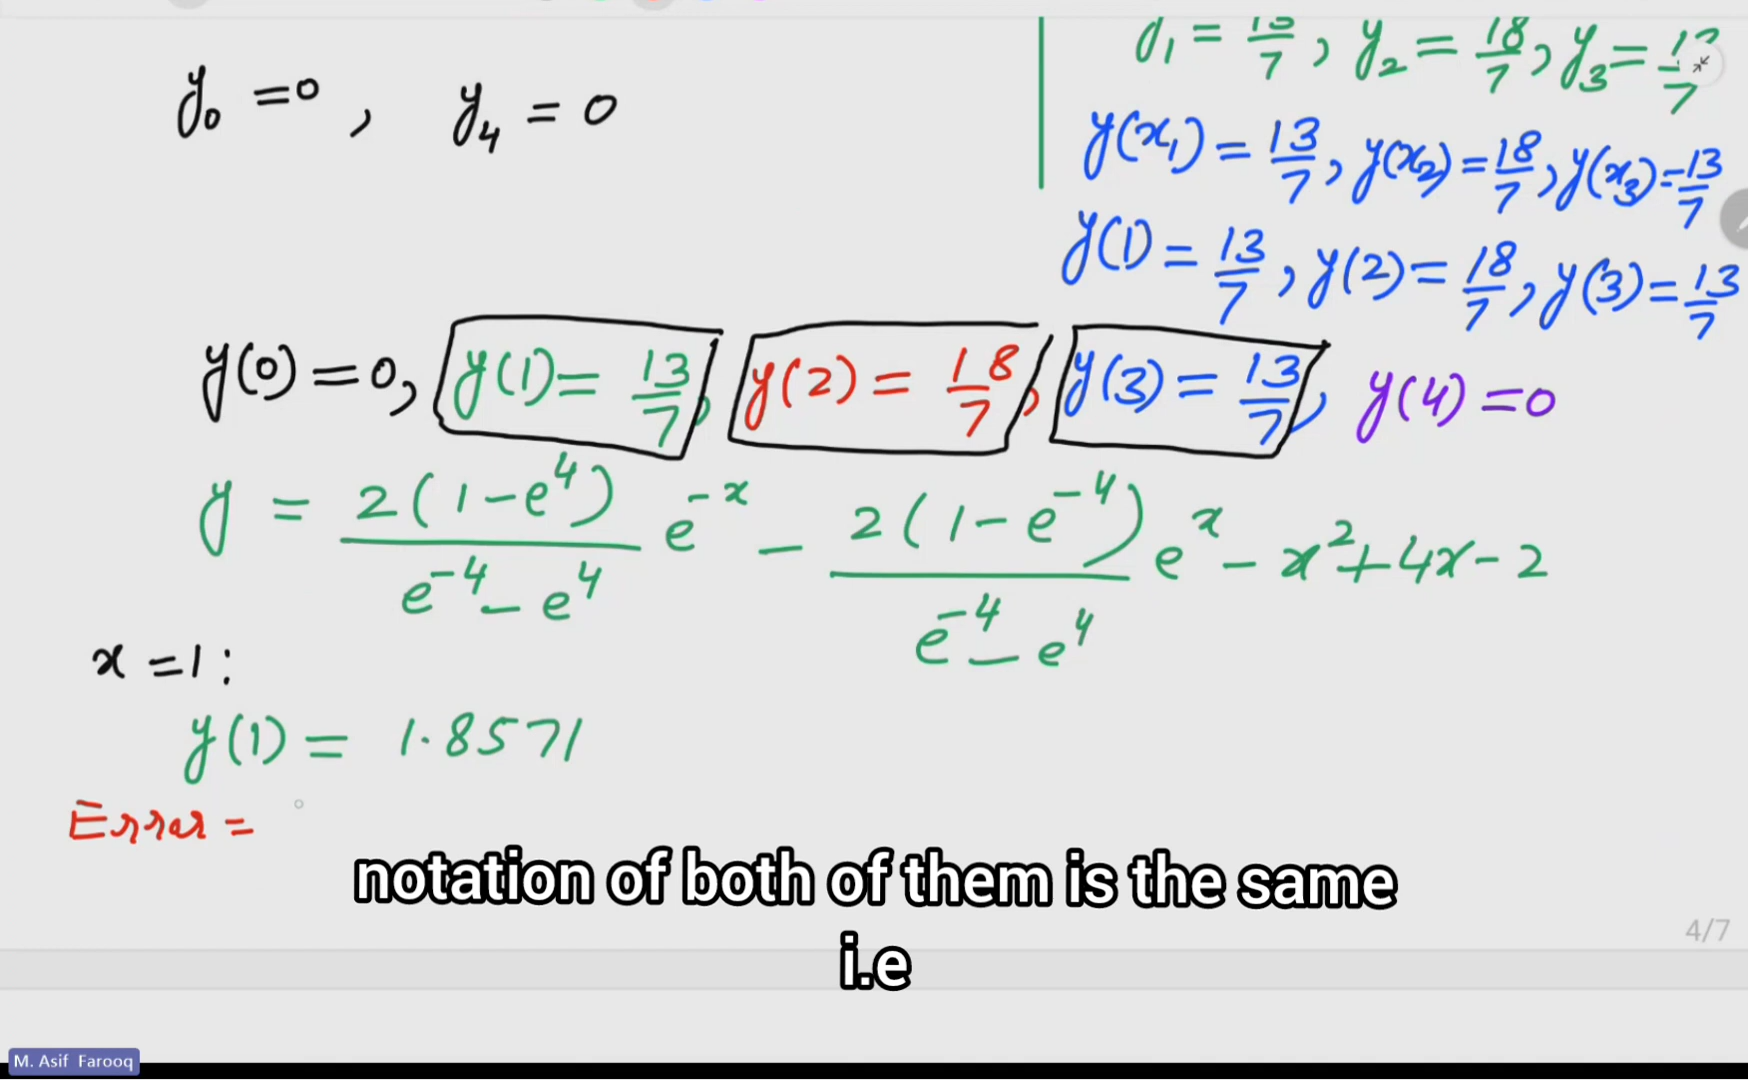 y₁ = 13/7, y₂ = 18/7, y₃ = 13/7
y₀ = 0, y₄ = 0
y(x₁) = 13/7, y(x₂) = 18/7, y(x₃) = 13/7
y(1) = 13/7, y(2) = 18/7, y(3) = 13/7
y(0) = 0, y(1) = 13/7, y(2) = 18/7, y(3) = 13/7, y(4) = 0
y = 2(1-e⁴)/(e⁻⁴-e⁴) e⁻ˣ - 2(1-e⁻⁴)/(e⁻⁴-e⁴) eˣ - x² + 4x - 2
x = 1 :
y(1) = 1.8571
Error =
notation of both of them is the same
i.e
4/7
M. Asif Farooq